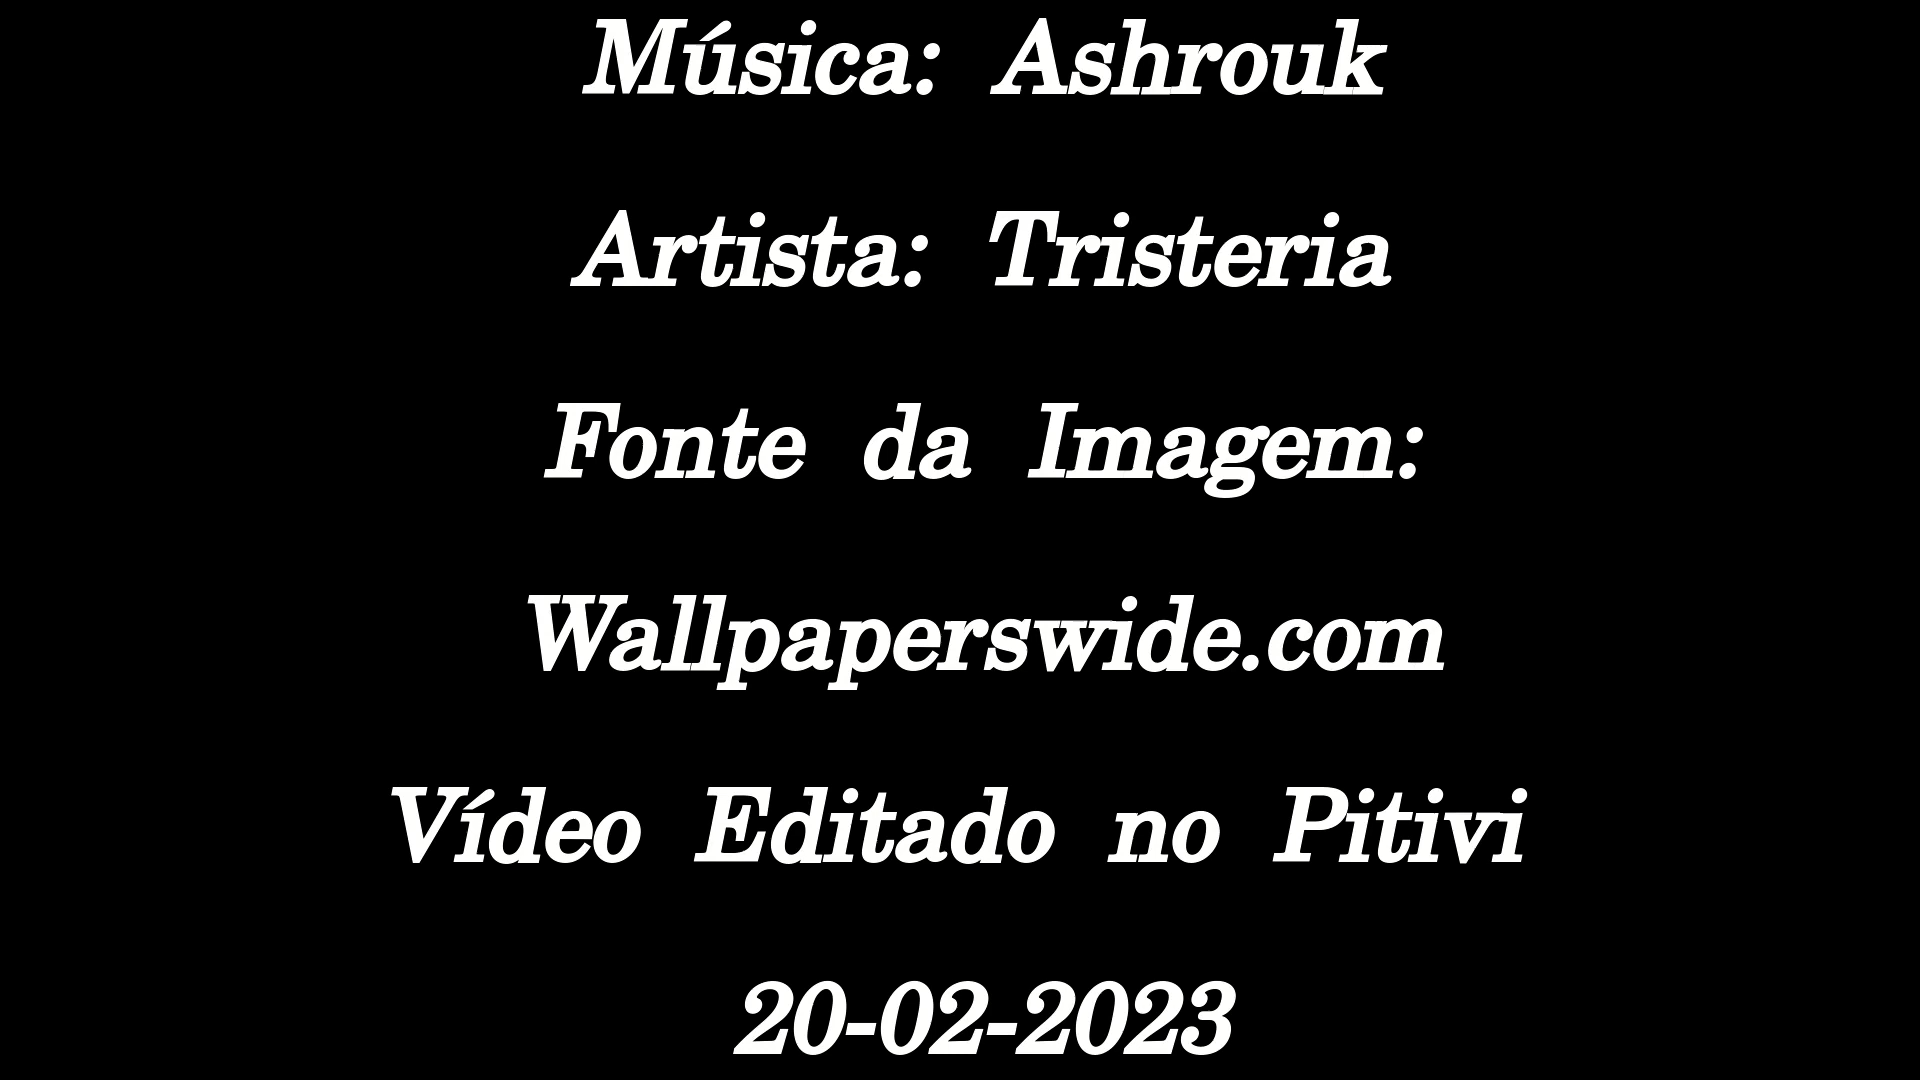 Música: Ashrouk
Artista: Tristeria
Fonte da Imagem:
Wallpaperswide.com
Vídeo Editado no Pitivi
20-02-2023